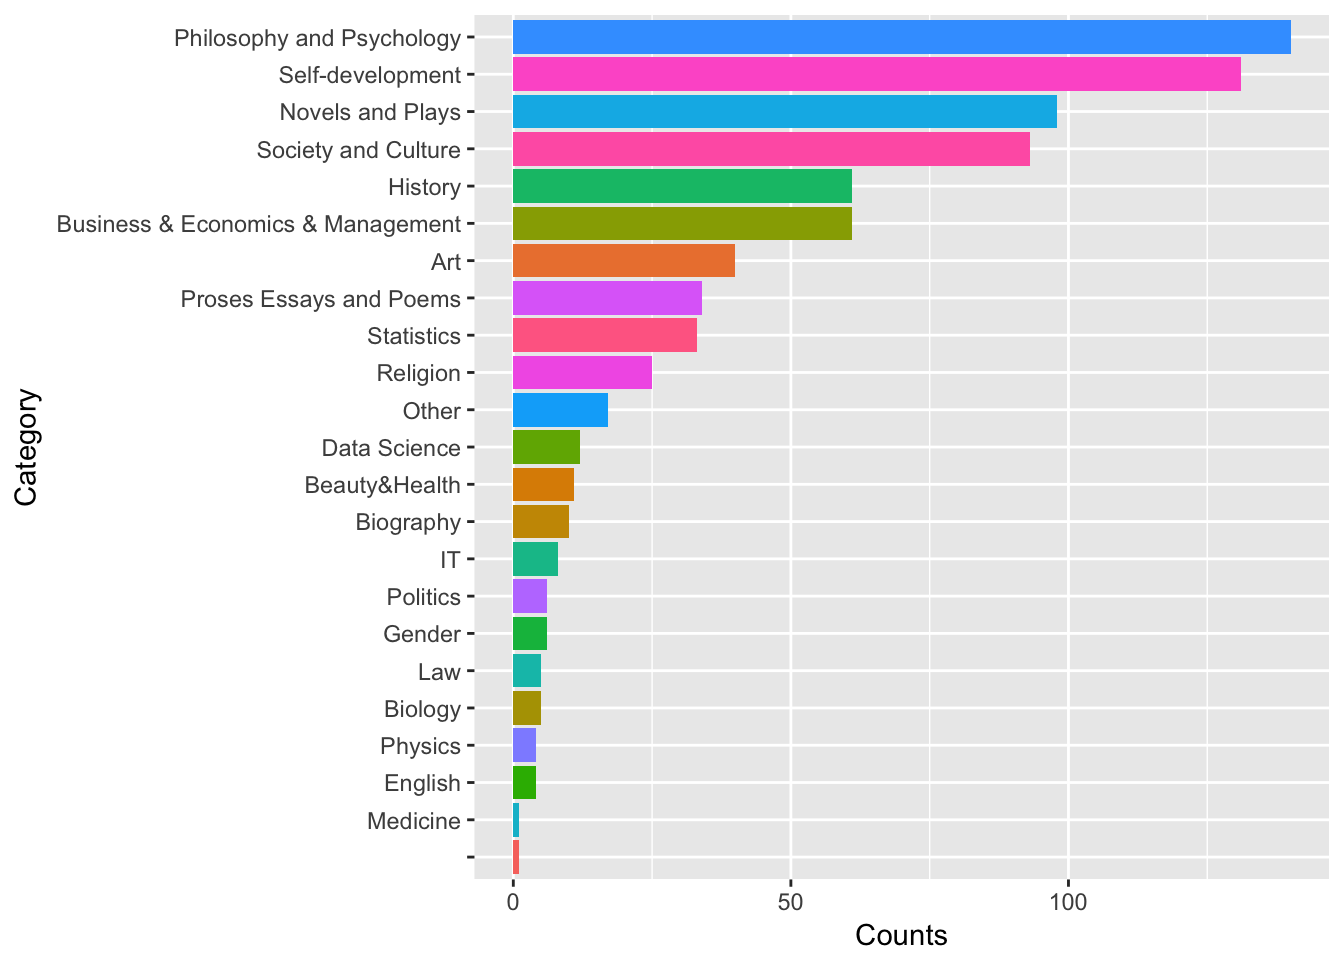 Philosophy and Psychology
Self-development
Novels and Plays
Society and Culture
History
Business & Economics & Management
Art
Proses Essays and Poems
Statistics
Religion
Other
Data Science
Beauty&Health
Biography
IT
Politics
Gender
Law
Biology
Physics
English
Medicine
Category
0 50 100
Counts